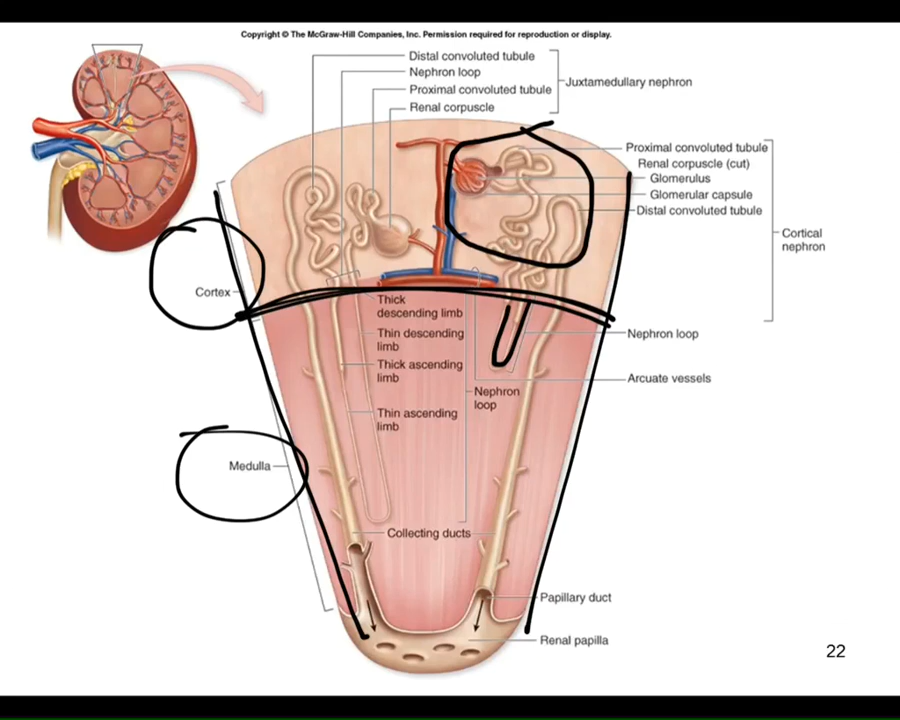 Copyright © The McGraw-Hill Companies, Inc. Permission required for reproduction or display.
Distal convoluted tubule
Nephron loop
Proximal convoluted tubule
Renal corpuscle
Juxtamedullary nephron
Proximal convoluted tubule
Renal corpuscle (cut)
Glomerulus
Glomerular capsule
Distal convoluted tubule
Cortical
nephron
Cortex
Thick
descending limb
Thin descending
limb
Thick ascending
limb
Thin ascending
limb
Nephron
loop
Nephron loop
Arcuate vessels
Medulla
Collecting ducts
Papillary duct
Renal papilla
22